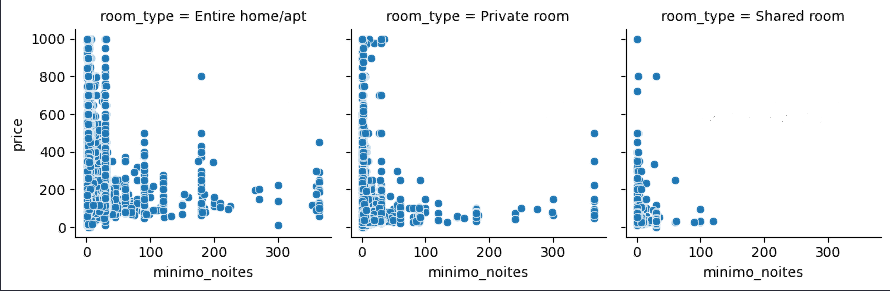 room_type = Entire home/apt
room_type = Private room
room_type = Shared room
1000
800
600
400
200
0
price
0 100 200 300
0 100 200 300
0 100 200 300
minimo_noites
minimo_noites
minimo_noites